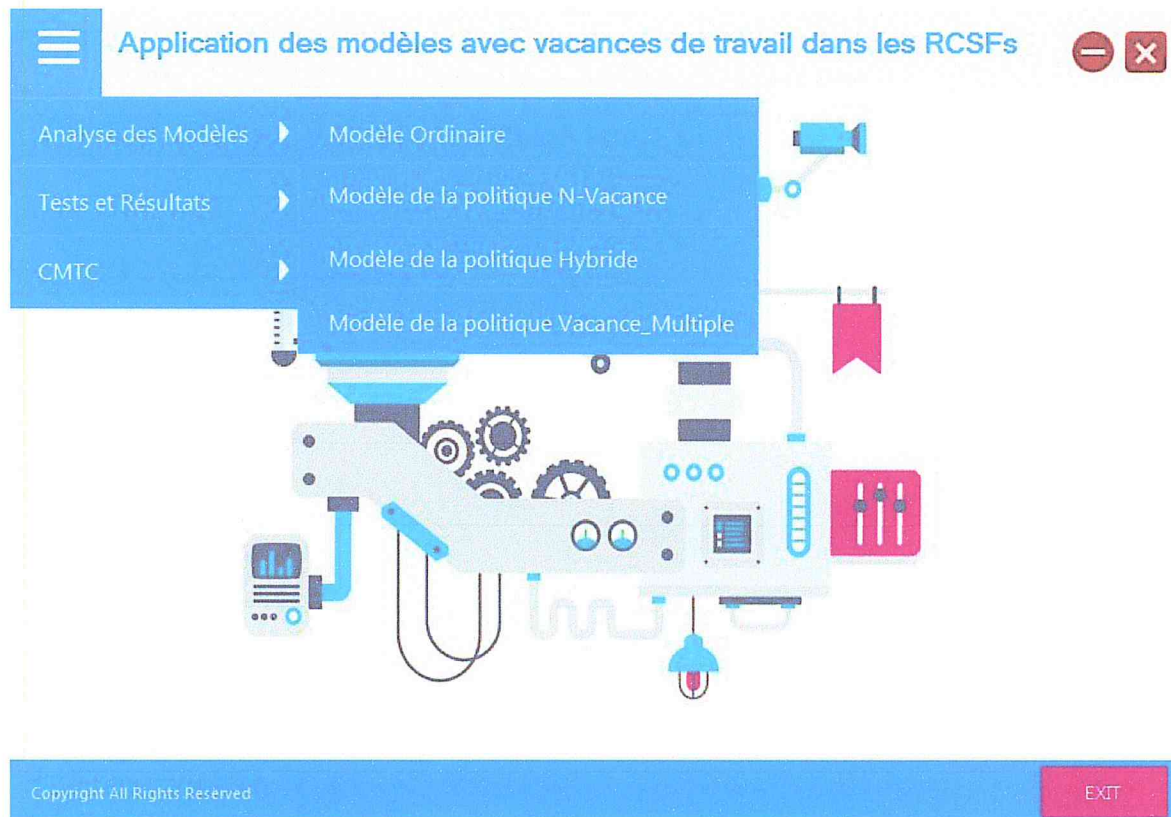 Application des modèles avec vacances de travail dans les RCSFs
Analyse des Modèles
Modèle Ordinaire
Tests et Résultats
Modèle de la politique N-Vacance
CMTC
Modèle de la politique Hybride
Modèle de la politique Vacance_Multiple
Copyright All Rights Reserved
EXIT